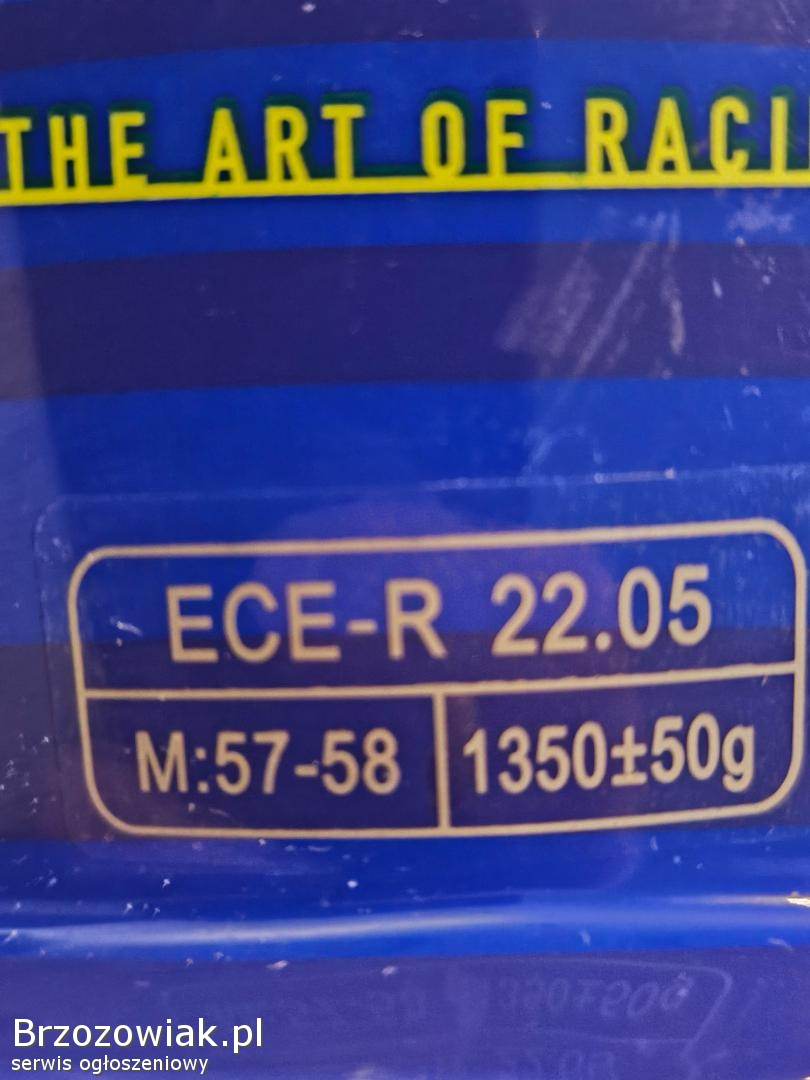 THE ART OF RACI
ECE-R 22.05
M:57-58
1350±50g
Brzozowiak.pl
serwis ogłoszeniowy